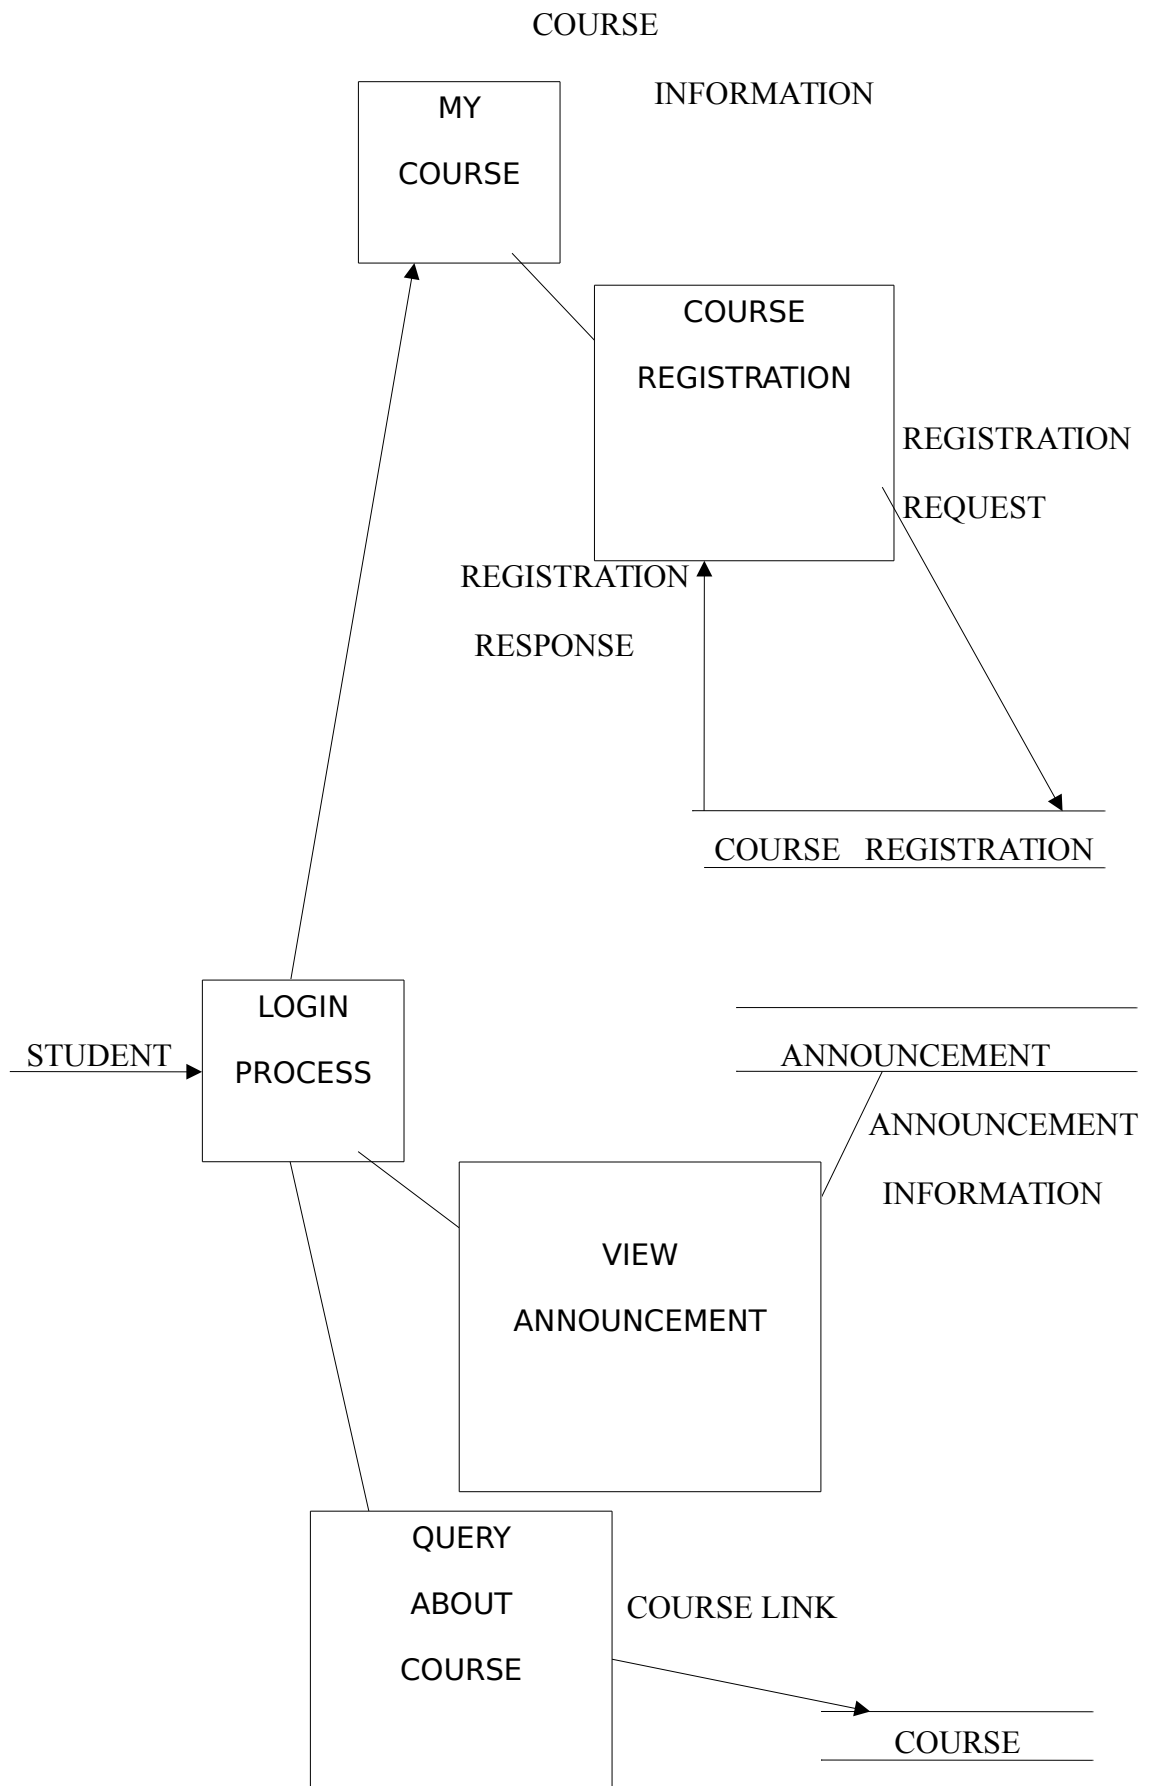 COURSE
INFORMATION
MY
COURSE
COURSE
REGISTRATION
REGISTRATION
REQUEST
REGISTRATION
RESPONSE
COURSE REGISTRATION
LOGIN
PROCESS
STUDENT
ANNOUNCEMENT
ANNOUNCEMENT
INFORMATION
VIEW
ANNOUNCEMENT
QUERY
ABOUT
COURSE
COURSE LINK
COURSE